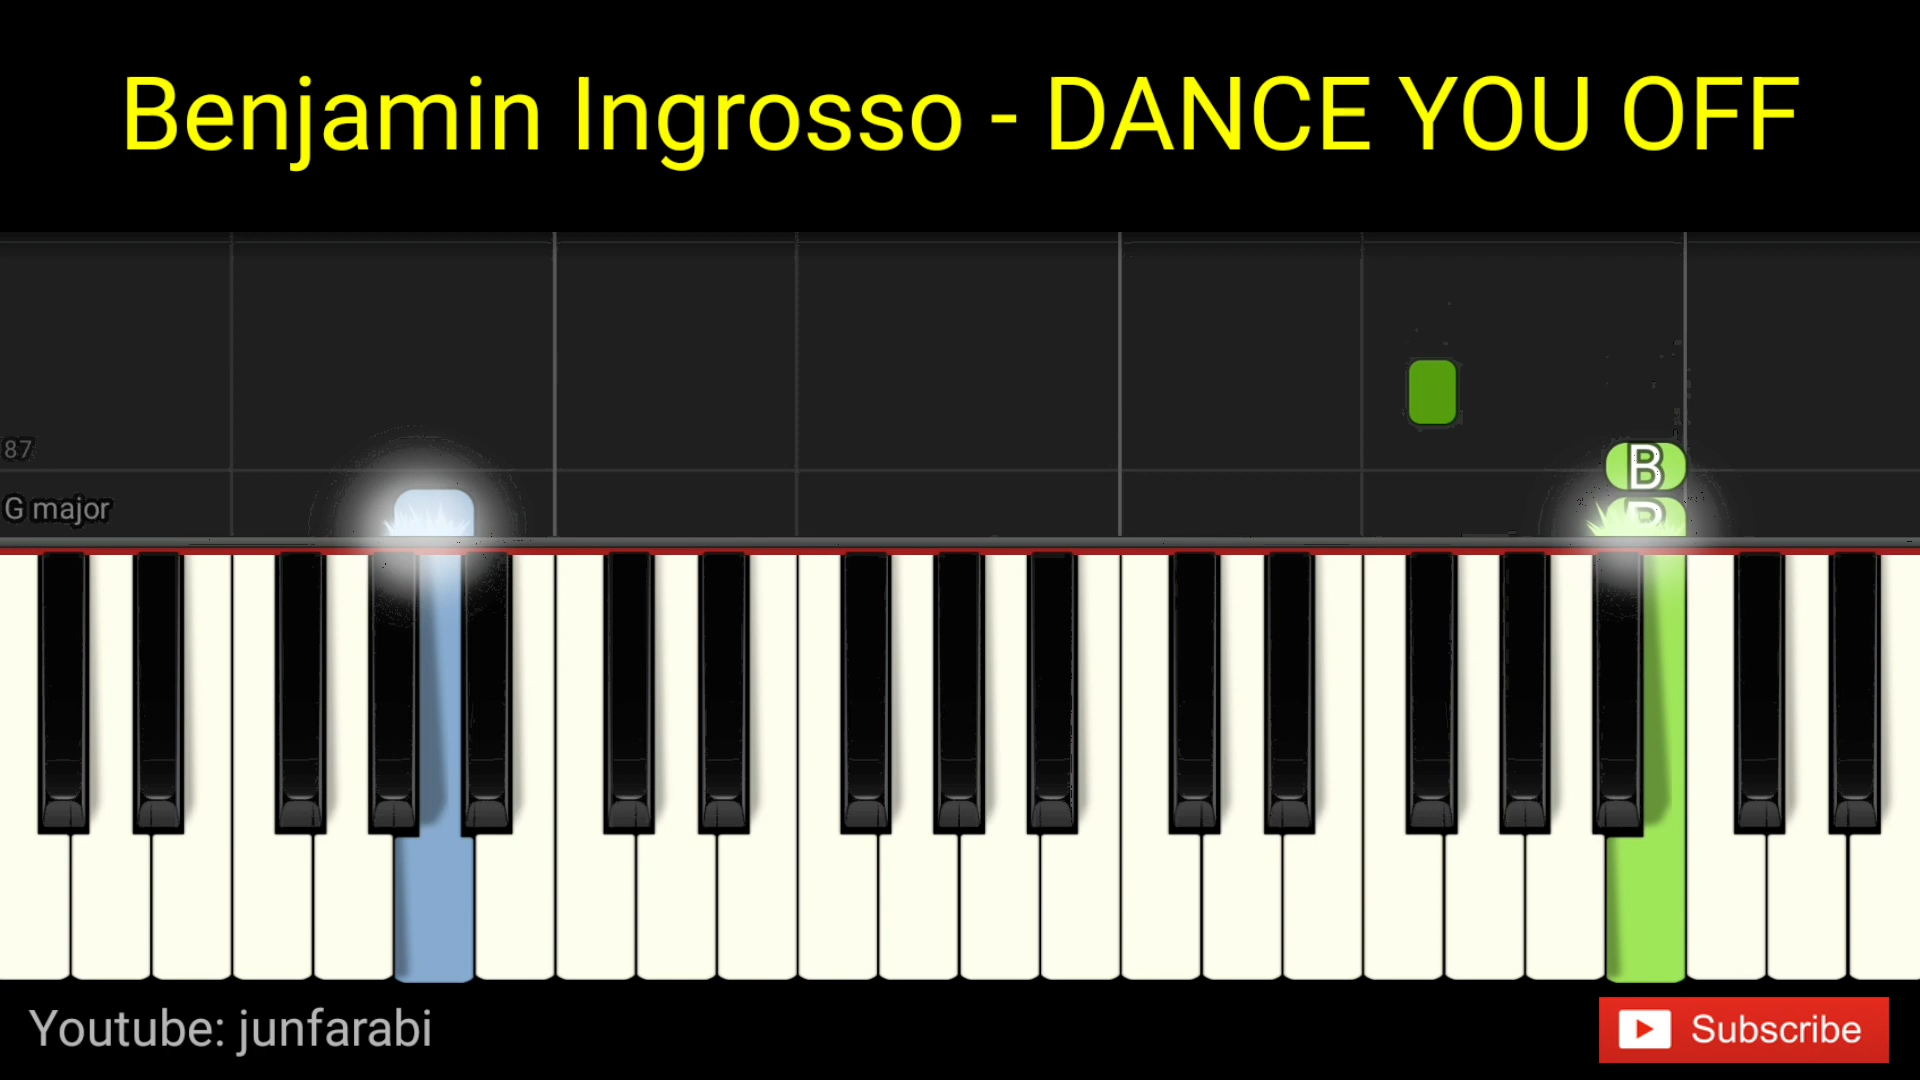 Benjamin Ingrosso - DANCE YOU OFF
87
G major
B
B
Youtube: junfarabi
Subscribe